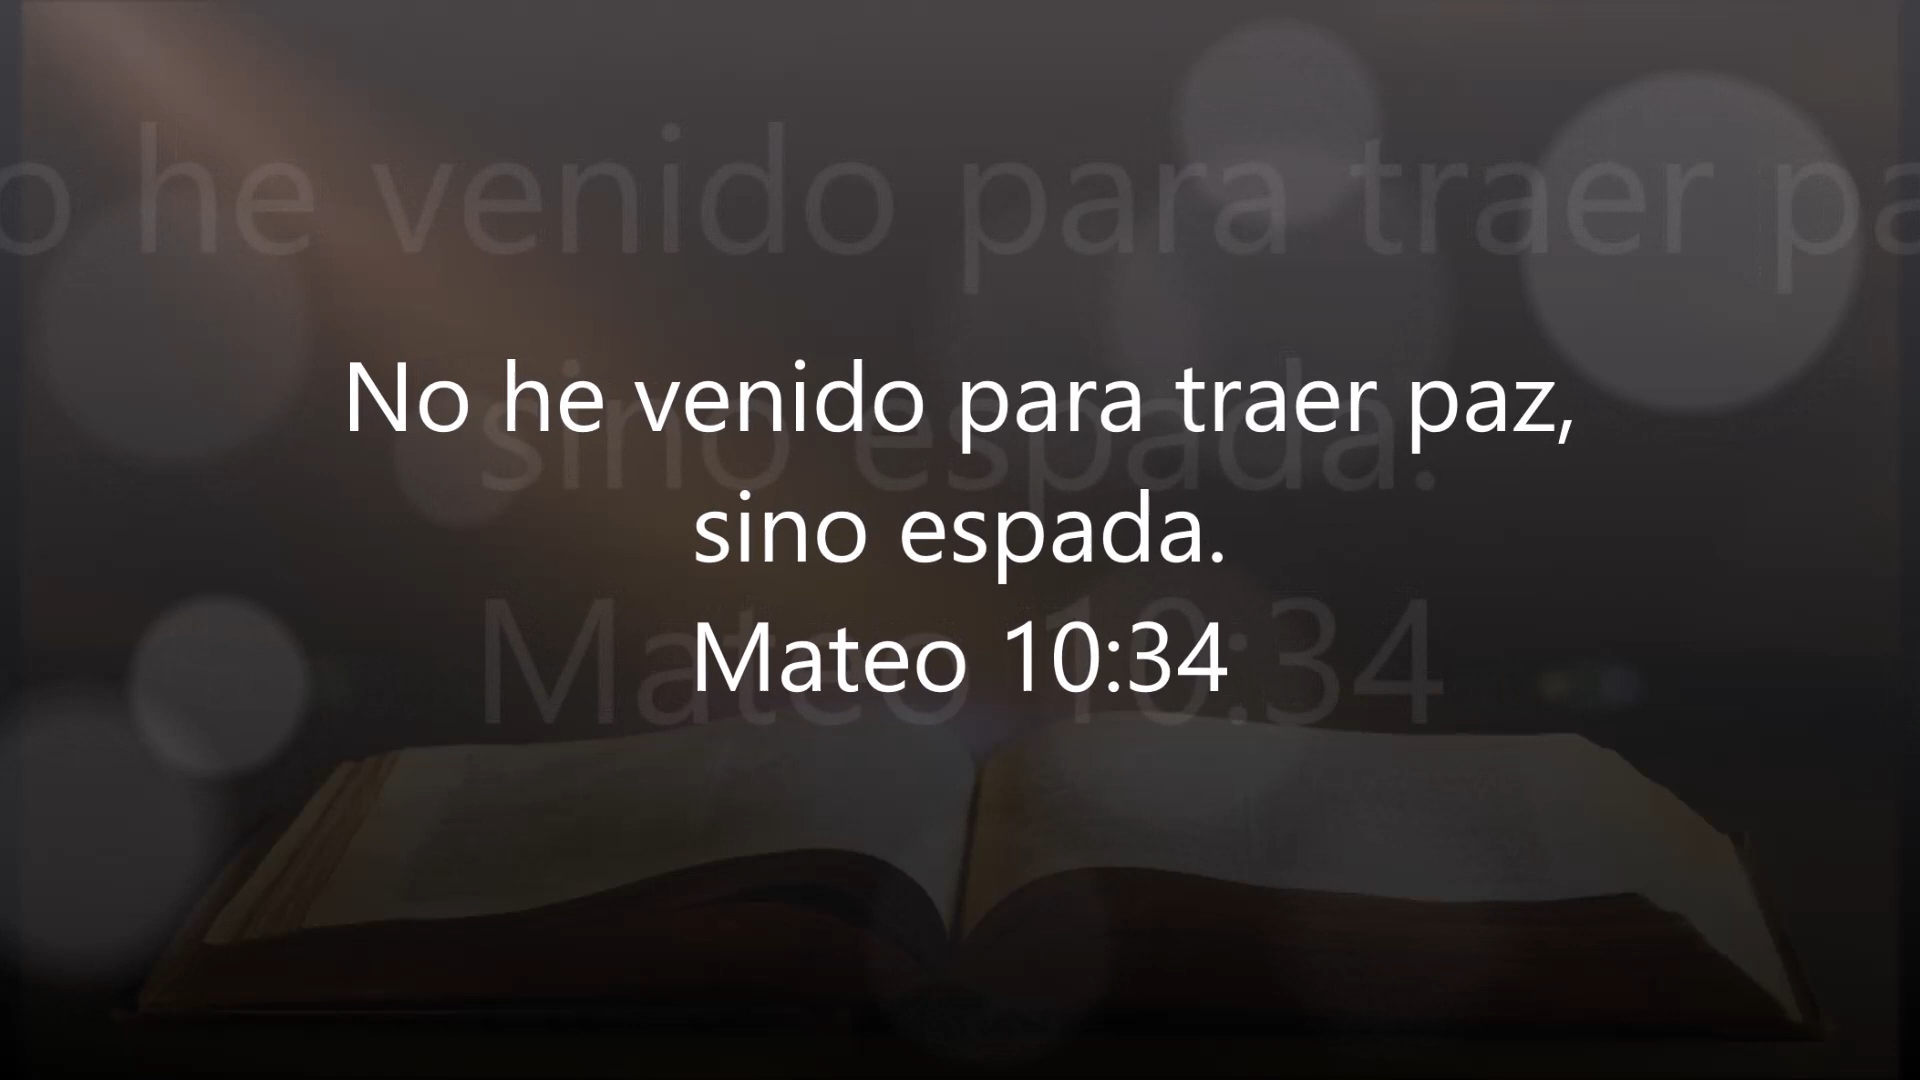 No he venido para traer paz,
sino espada.
Mateo 10:34